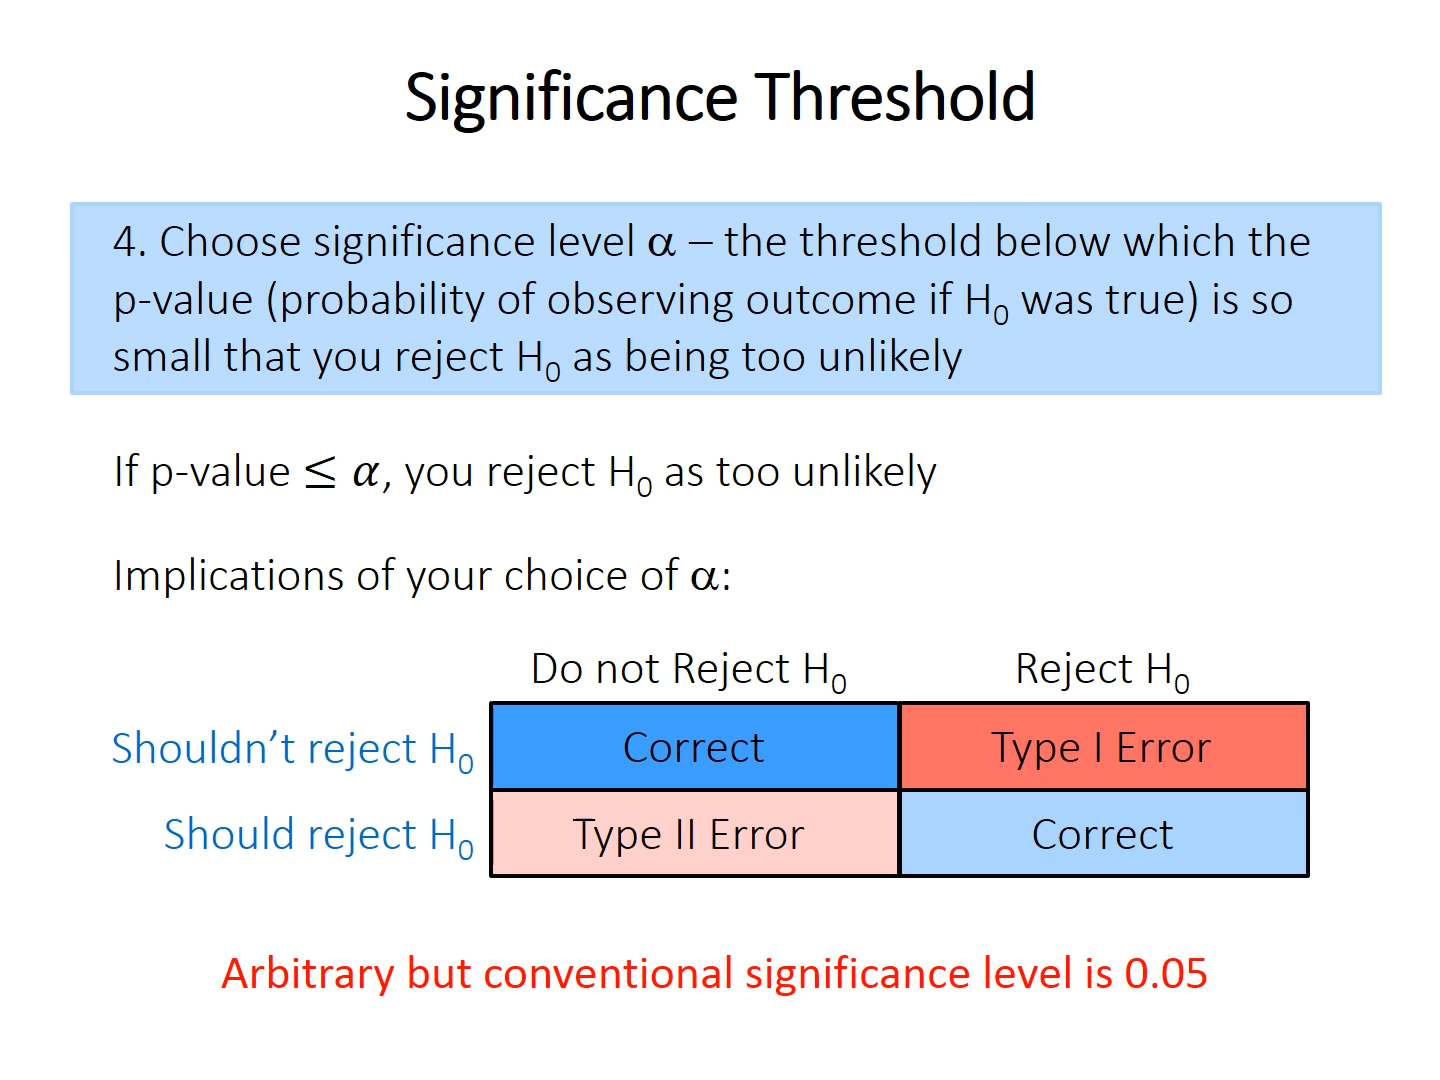 Significance Threshold
4. Choose significance level α – the threshold below which the
p-value (probability of observing outcome if H0 was true) is so
small that you reject H0 as being too unlikely
If p-value ≤ α, you reject H0 as too unlikely
Implications of your choice of α:
Do not Reject H0 Reject H0
Shouldn’t reject H0 Correct Type I Error
Should reject H0 Type II Error Correct
Arbitrary but conventional significance level is 0.05